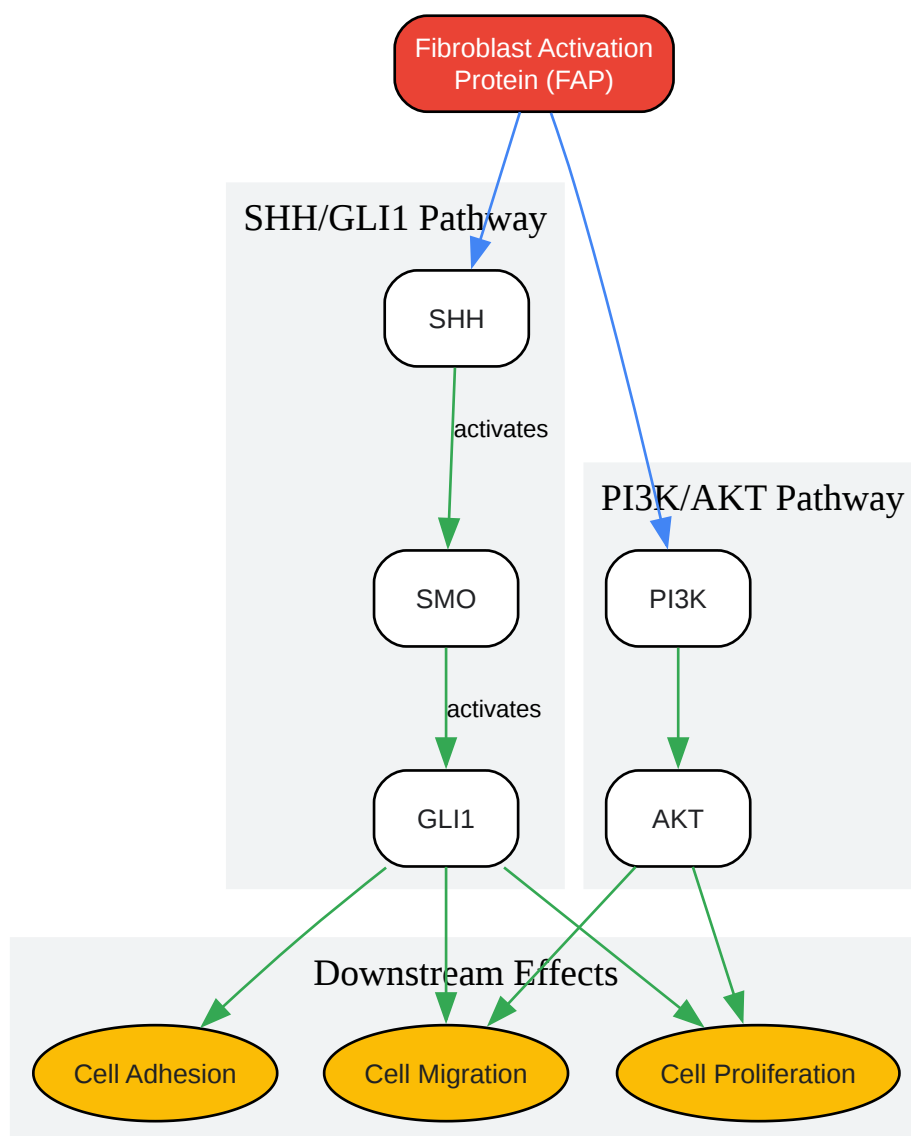 Fibroblast Activation
Protein (FAP)
SHH/GLI1 Pathway
SHH
activates
PI3K/AKT Pathway
SMO
PI3K
activates
GLI1
AKT
Downstream Effects
Cell Adhesion
Cell Migration
Cell Proliferation